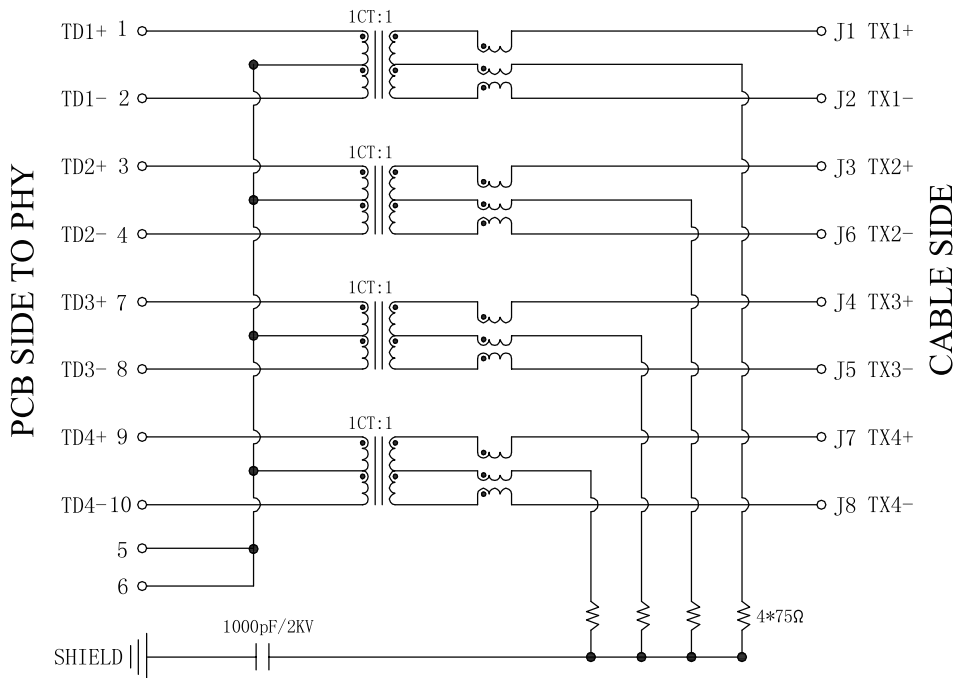 1CT:1
TD1+ 1
J1 TX1+
TD1- 2
J2 TX1-
1CT:1
TD2+ 3
J3 TX2+
TD2- 4
J6 TX2-
PCB SIDE TO PHY
CABLE SIDE
1CT:1
TD3+ 7
J4 TX3+
TD3- 8
J5 TX3-
1CT:1
TD4+ 9
J7 TX4+
TD4-10
J8 TX4-
5
6
4*75Ω
1000pF/2KV
SHIELD